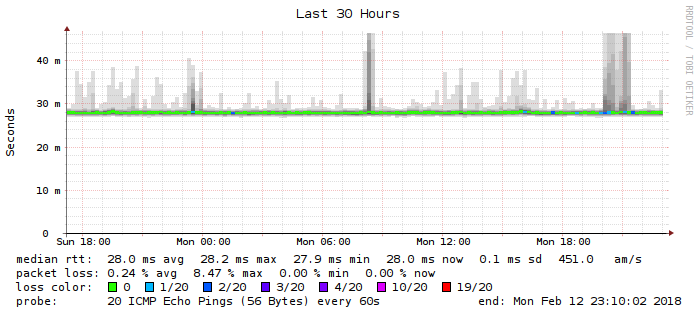 Last 30 Hours
RRDTOOL / TOBI OETIKER
Seconds
40 m
30 m
20 m
10 m
0
Sun 18:00 Mon 00:00 Mon 06:00 Mon 12:00 Mon 18:00
median rtt: 28.0 ms avg 28.2 ms max 27.9 ms min 28.0 ms now 0.1 ms sd 451.0 am/s
packet loss: 0.24 % avg 8.47 % max 0.00 % min 0.00 % now
loss color: 0 1/20 2/20 3/20 4/20 10/20 19/20
probe: 20 ICMP Echo Pings (56 Bytes) every 60s end: Mon Feb 12 23:10:02 2018